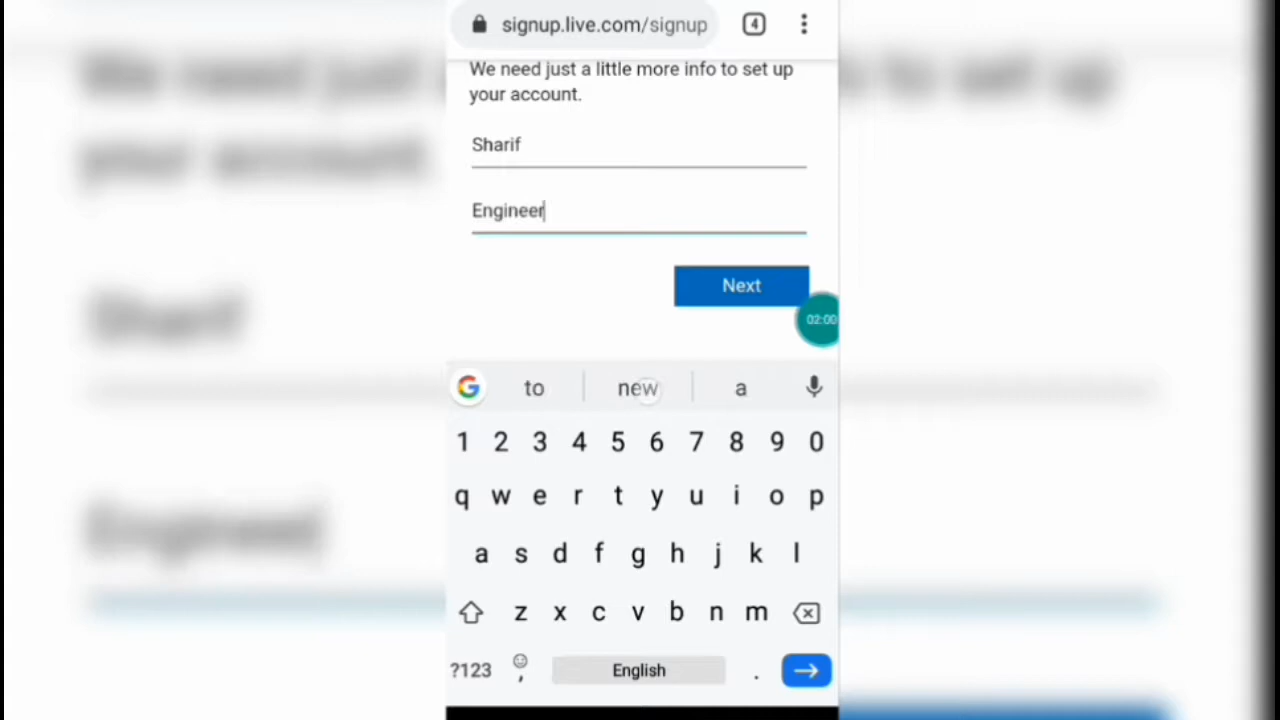 signup.live.com/signup
4
We need just a little more info to set up
your account.
Sharif
Engineer
Next
02:00
to new a
1 2 3 4 5 6 7 8 9 0
q w e r t y u i o p
a s d f g h j k l
z x c v b n m
?123 , English .